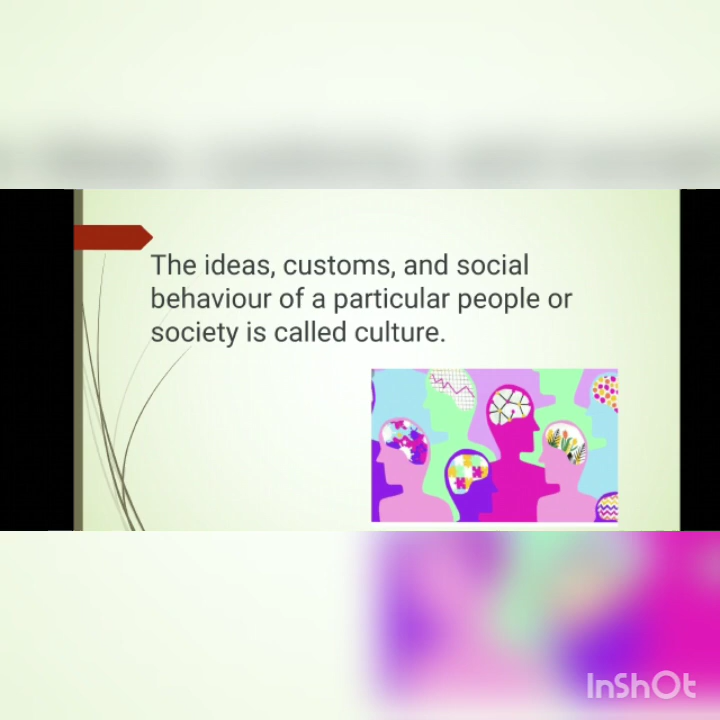 The ideas, customs, and social
behaviour of a particular people or
society is called culture.
InShOt